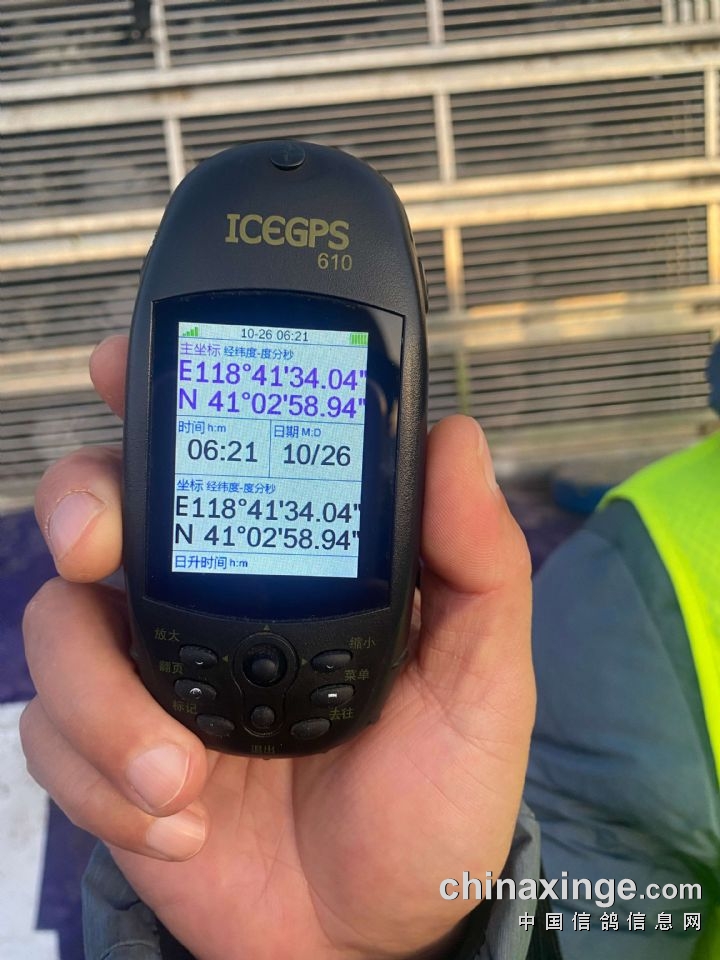 ICEGPS
610
10-26 06:21
主坐标 经纬度-度分秒
E118°41'34.04"
N 41°02'58.94"
时间 h:m 日期 M:D
06:21 10/26
坐标 经纬度-度分秒
E118°41'34.04"
N 41°02'58.94"
日升时间 h:m
放大 缩小
翻页 菜单
标记 去往
退出
chinaxinge.com
中国信鸽信息网